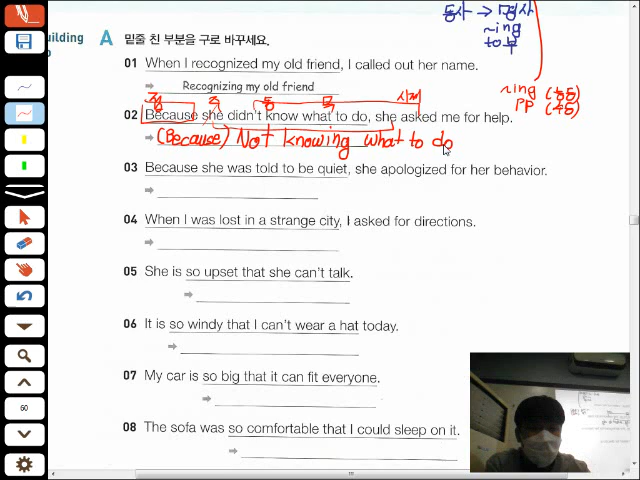 동사 → 명사
~ing
to부
uilding
A 밑줄 친 부분을 구로 바꾸세요.
01 When I recognized my old friend, I called out her name.
→ Recognizing my old friend
~ing (능동)
PP (수동)
접 주 동 목 시제
02 Because she didn't know what to do, she asked me for help.
→ (Because) Not knowing what to do
03 Because she was told to be quiet, she apologized for her behavior.
→
04 When I was lost in a strange city, I asked for directions.
→
05 She is so upset that she can't talk.
→
06 It is so windy that I can't wear a hat today.
→
07 My car is so big that it can fit everyone.
→
08 The sofa was so comfortable that I could sleep on it.
→
60